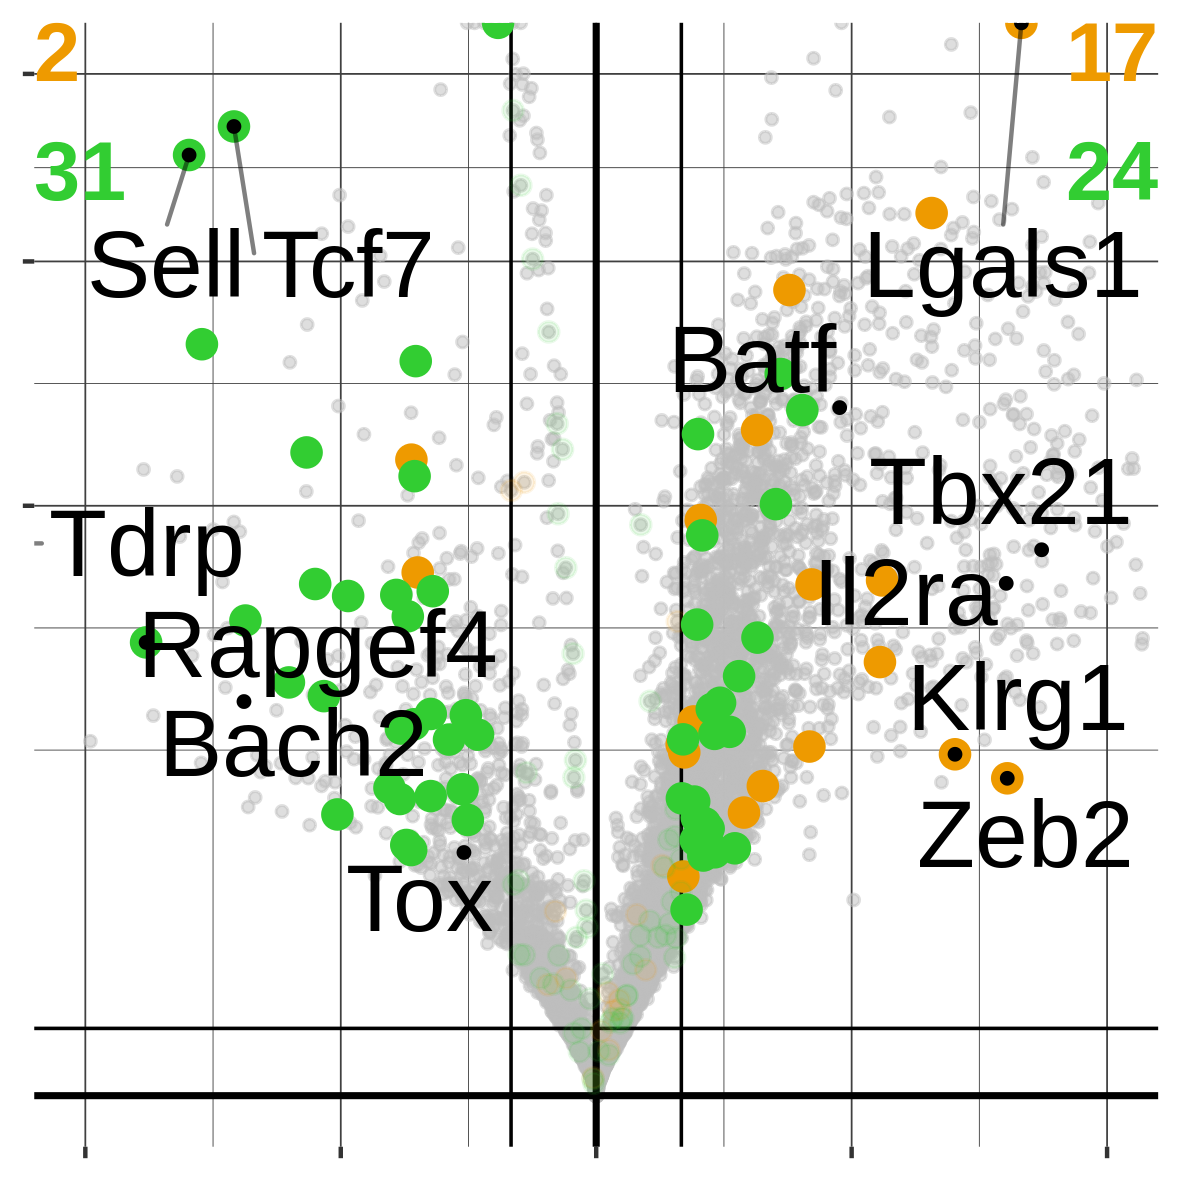 2
17
31
24
Sell Tcf7
Lgals1
Batf
Tbx21
Tdrp
Il2ra
Rapgef4
Klrg1
Bach2
Zeb2
Tox